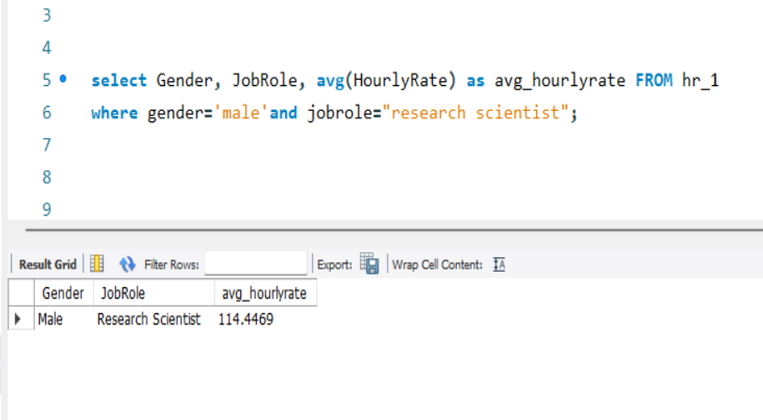 3
4
5 select Gender, JobRole, avg(HourlyRate) as avg_hourlyrate FROM hr_1
6 where gender='male'and jobrole="research scientist";
7
8
9
Result Grid Filter Rows: Export: Wrap Cell Content: IA
Gender JobRole avg_hourlyrate
Male Research Scientist 114.4469